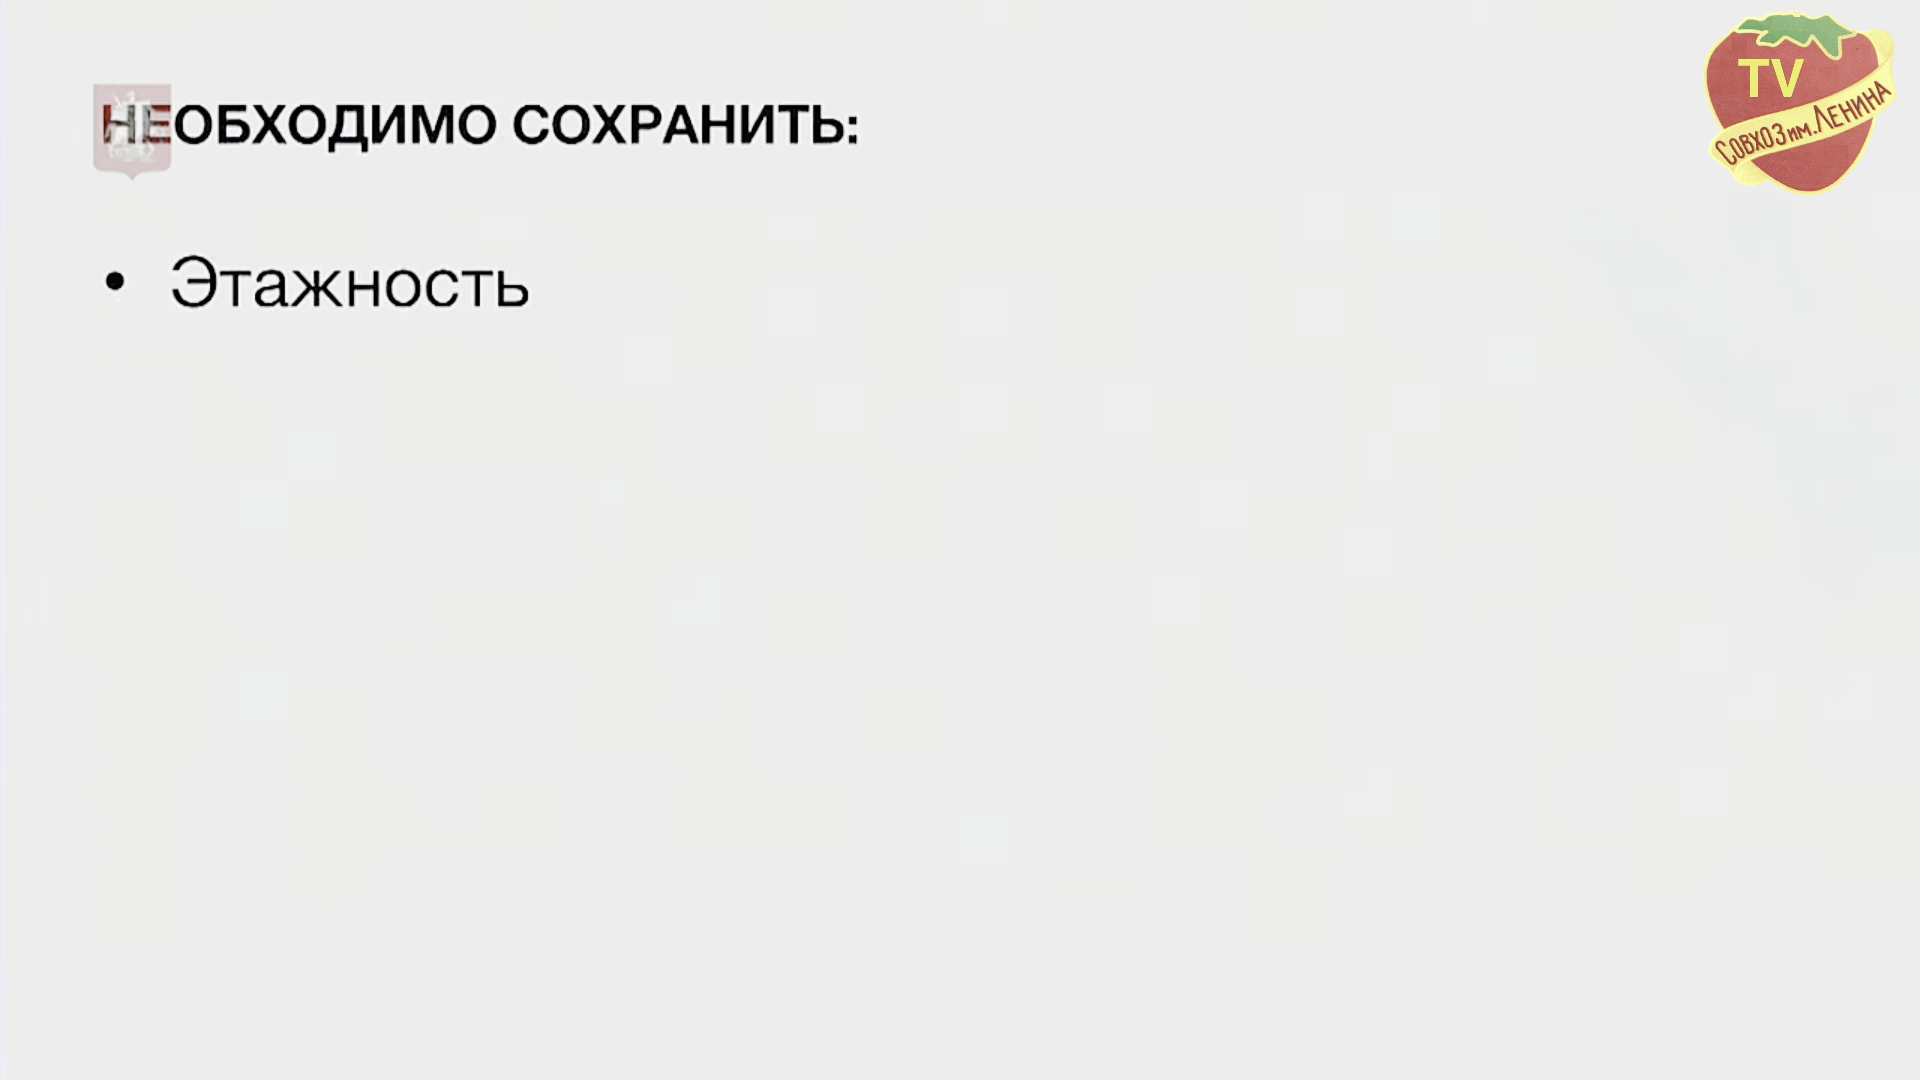 НЕОБХОДИМО СОХРАНИТЬ:
• Этажность
TV
СОВХОЗ им. ЛЕНИНА